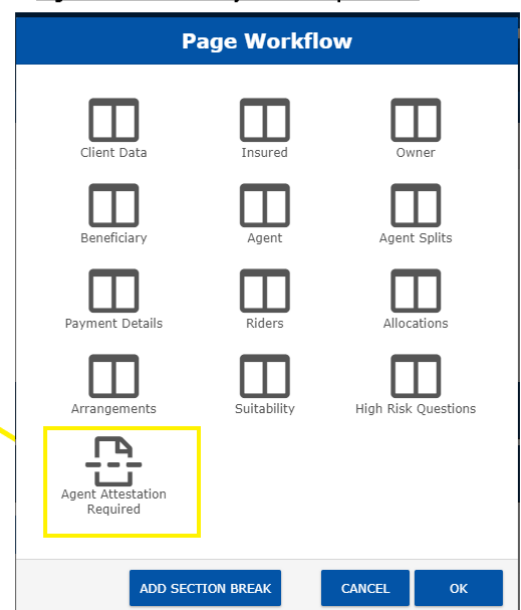 Page Workflow
Client Data
Insured
Owner
Beneficiary
Agent
Agent Splits
Payment Details
Riders
Allocations
Arrangements
Suitability
High Risk Questions
Agent Attestation
Required
ADD SECTION BREAK
CANCEL
OK